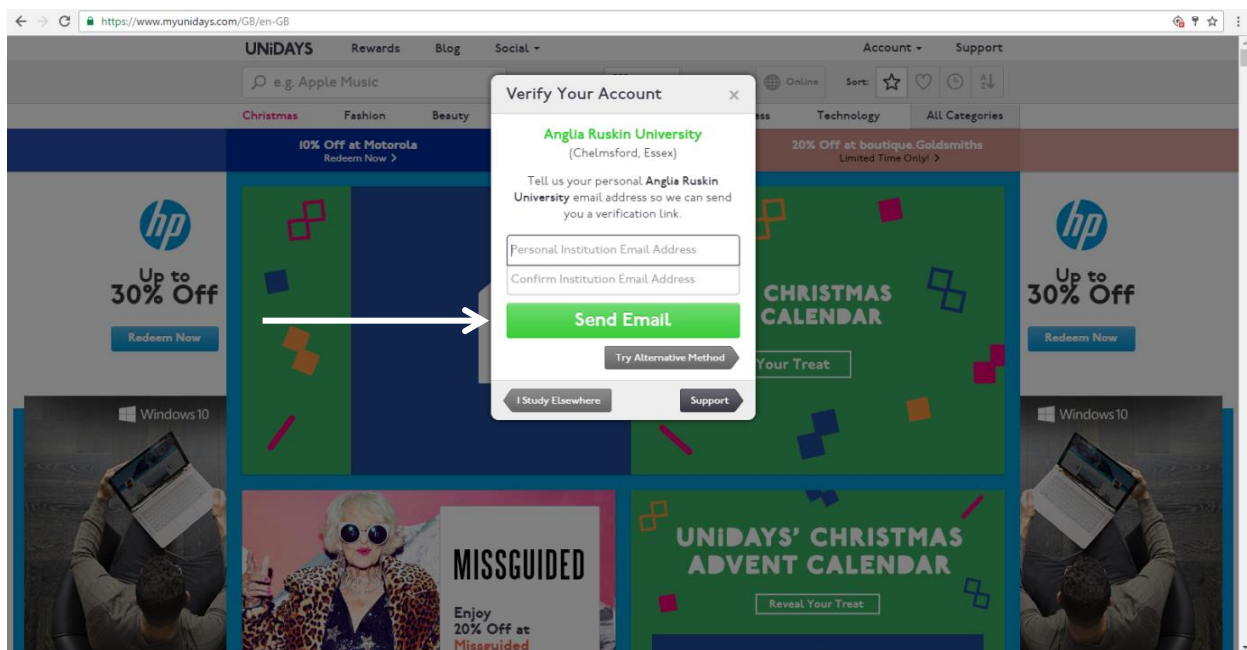 https://www.myunidays.com/GB/en-GB
UNiDAYS Rewards Blog Social Account Support
e.g. Apple Music Online Sort:
Christmas Fashion Beauty Technology All Categories
10% Off at Motorola
Redeem Now >
20% Off at boutique.Goldsmiths
Limited Time Only! >
Verify Your Account ×
Anglia Ruskin University
(Chelmsford, Essex)
Tell us your personal Anglia Ruskin
University email address so we can send
you a verification link.
Personal Institution Email Address
Confirm Institution Email Address
Send Email
Try Alternative Method
I Study Elsewhere Support
hp
Up to
30% Off
Redeem Now
Windows 10
CHRISTMAS
CALENDAR
Your Treat
hp
Up to
30% Off
Redeem Now
Windows 10
MISSGUIDED
Enjoy
20% Off at
Missguided
UNiDAYS' CHRISTMAS
ADVENT CALENDAR
Reveal Your Treat